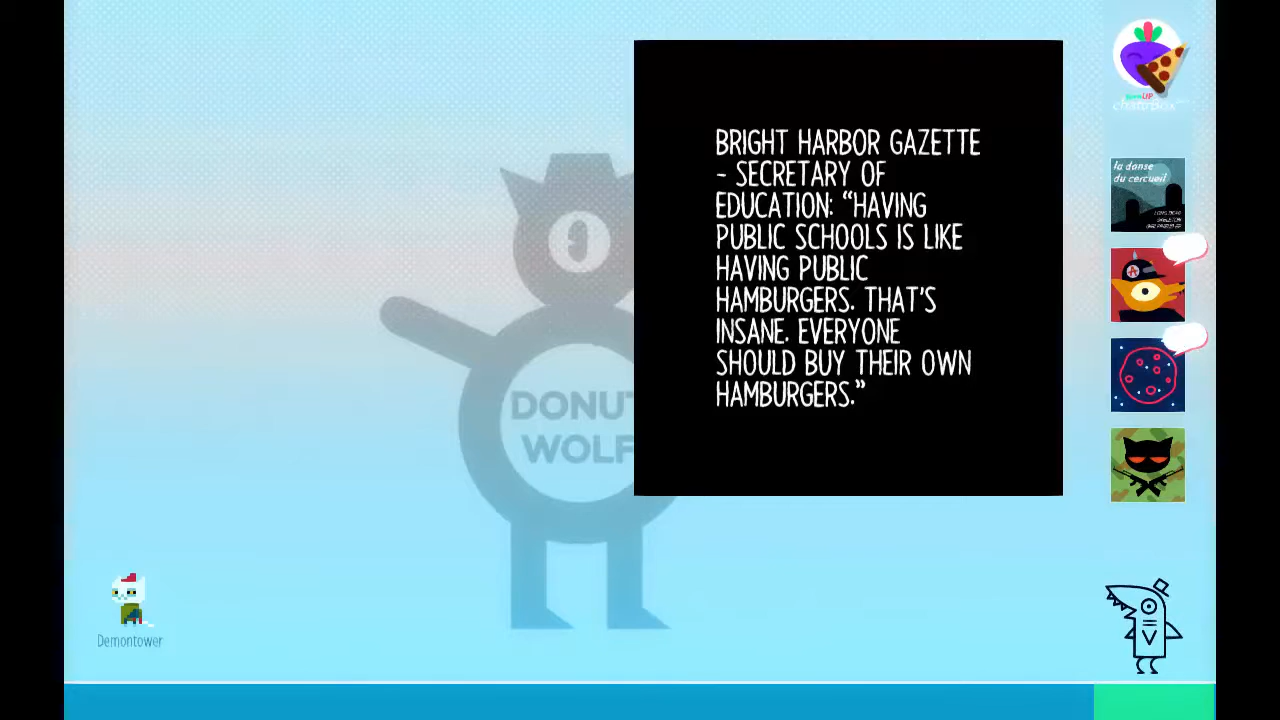 BRIGHT HARBOR GAZETTE
- SECRETARY OF
EDUCATION: “HAVING
PUBLIC SCHOOLS IS LIKE
HAVING PUBLIC
HAMBURGERS. THAT'S
INSANE. EVERYONE
SHOULD BUY THEIR OWN
HAMBURGERS.”
DONUT
WOLF
chattrBox
la danse
du cercueil
Demontower